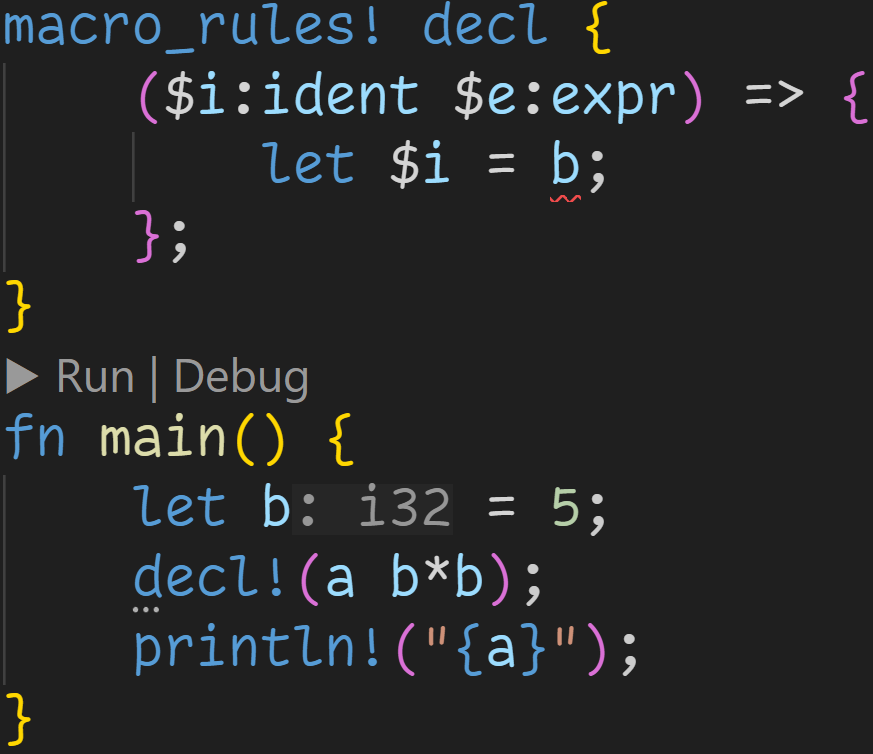 macro_rules! decl {
    ($i:ident $e:expr) => {
        let $i = b;
    };
}
▶ Run | Debug
fn main() {
    let b: i32 = 5;
    decl!(a b*b);
    println!("{a}");
}